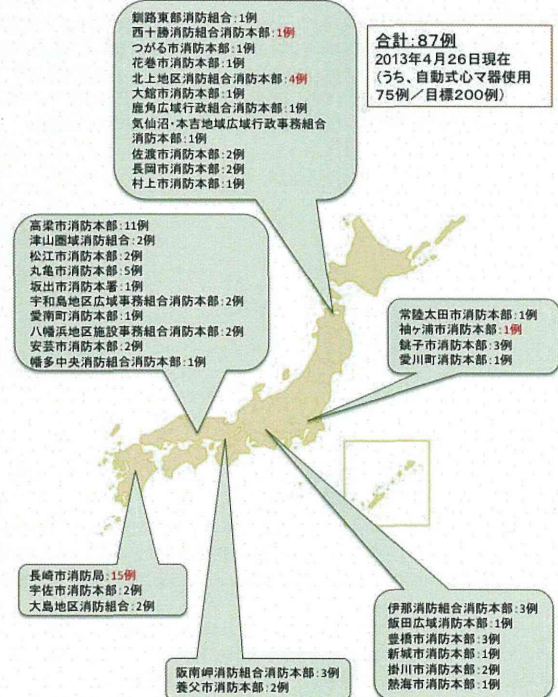 釧路東部消防組合:1例
西十勝消防組合消防本部:1例
つがる市消防本部:1例
花巻市消防本部:1例
北上地区消防組合消防本部:4例
大館市消防本部:1例
鹿角広域行政組合消防本部:1例
気仙沼・本吉地域広域行政事務組合
消防本部:1例
佐渡市消防本部:2例
長岡市消防本部:2例
村上市消防本部:1例
合計:87例
2013年4月26日現在
(うち、自動式心マ器使用
75例/目標200例)
高梁市消防本部:11例
津山圏域消防組合:2例
松江市消防本部:2例
丸亀市消防本部:5例
坂出市消防本署:1例
宇和島地区広域事務組合消防本部:2例
愛南町消防本部:1例
八幡浜地区施設事務組合消防本部:2例
安芸市消防本部:2例
幡多中央消防組合消防本部:1例
常陸太田市消防本部:1例
袖ヶ浦市消防本部:1例
銚子市消防本部:3例
愛川町消防本部:1例
長崎市消防局:15例
宇佐市消防本部:2例
大島地区消防組合:2例
阪南岬消防組合消防本部:3例
養父市消防本部:2例
伊那消防組合消防本部:3例
飯田広域消防本部:1例
豊橋市消防本部:3例
新城市消防本部:1例
掛川市消防本部:2例
熱海市消防本部:1例